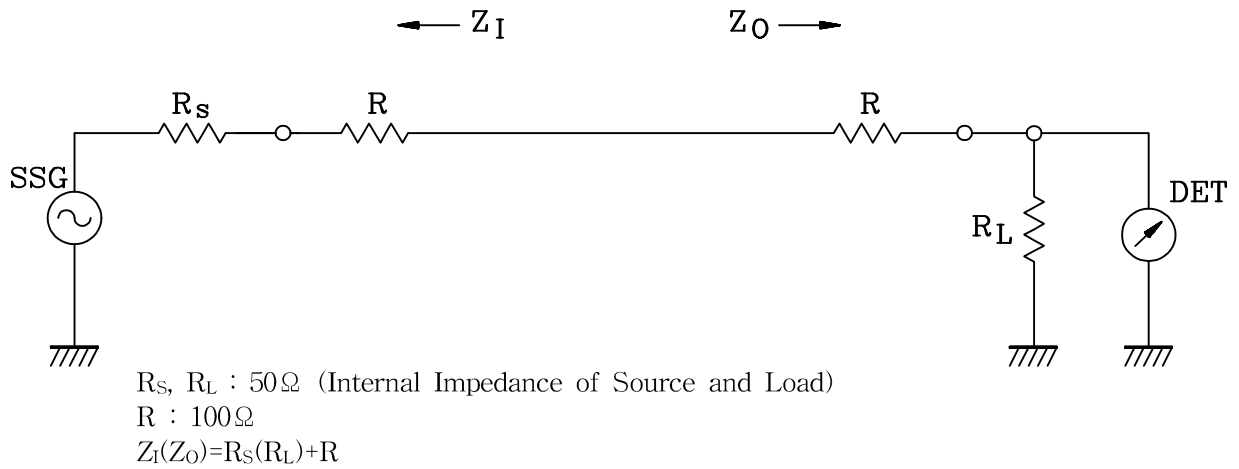 Z_I Z_O
R_S R R
SSG
DET
R_L
R_S, R_L : 50Ω (Internal Impedance of Source and Load)
R : 100Ω
Z_I(Z_O)=R_S(R_L)+R